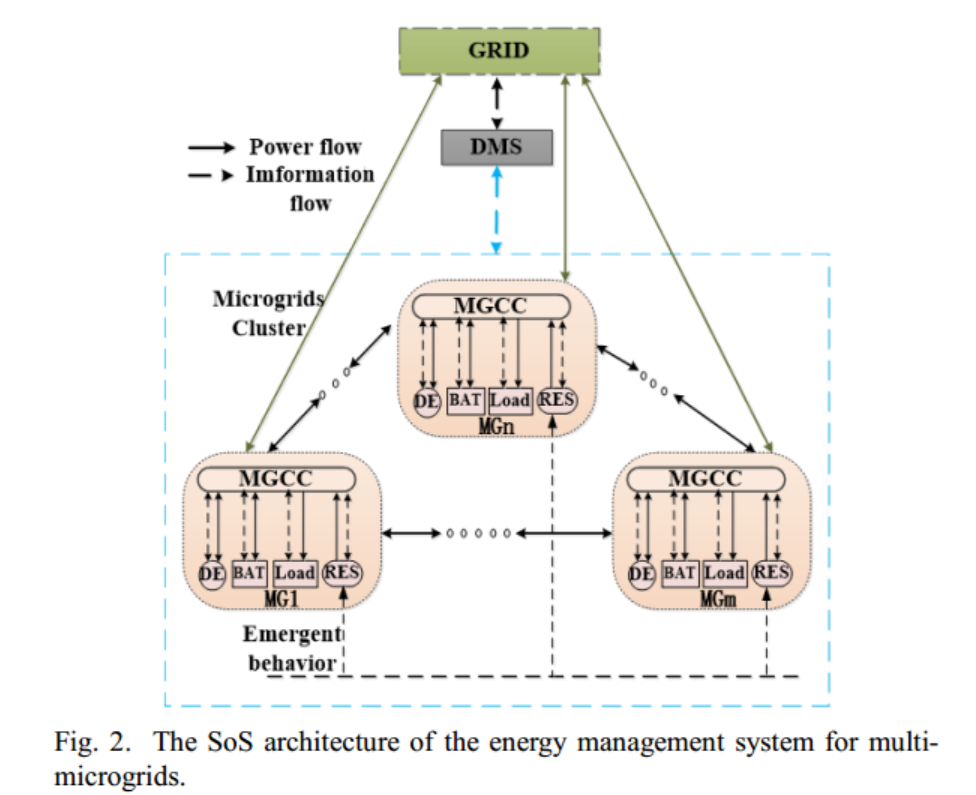 GRID
DMS
Power flow
Imformation
flow
Microgrids
Cluster
MGCC
DE BAT Load RES
MGn
MGCC
DE BAT Load RES
MG1
MGCC
DE BAT Load RES
MGm
Emergent
behavior
Fig. 2. The SoS architecture of the energy management system for multi-
microgrids.